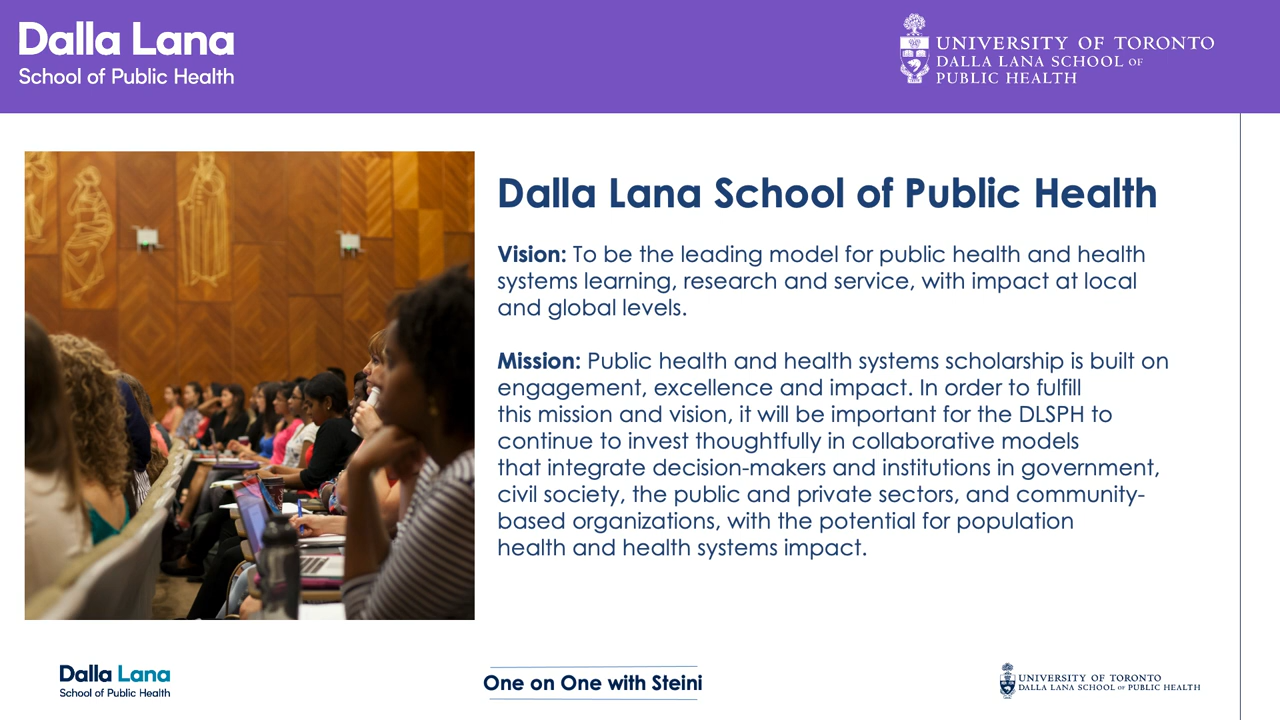 Dalla Lana
School of Public Health
UNIVERSITY OF TORONTO
DALLA LANA SCHOOL OF
PUBLIC HEALTH
Dalla Lana School of Public Health
Vision: To be the leading model for public health and health
systems learning, research and service, with impact at local
and global levels.
Mission: Public health and health systems scholarship is built on
engagement, excellence and impact. In order to fulfill
this mission and vision, it will be important for the DLSPH to
continue to invest thoughtfully in collaborative models
that integrate decision-makers and institutions in government,
civil society, the public and private sectors, and community-
based organizations, with the potential for population
health and health systems impact.
Dalla Lana
School of Public Health
One on One with Steini
UNIVERSITY OF TORONTO
DALLA LANA SCHOOL OF PUBLIC HEALTH